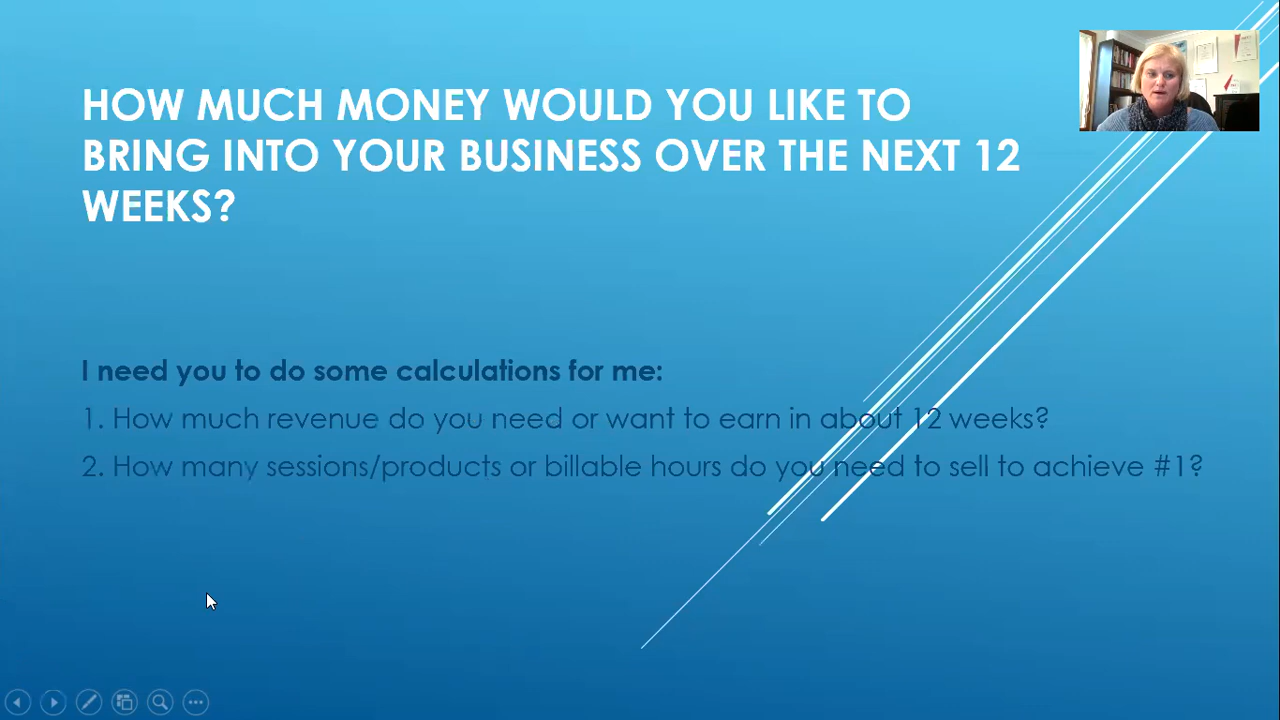 HOW MUCH MONEY WOULD YOU LIKE TO
BRING INTO YOUR BUSINESS OVER THE NEXT 12
WEEKS?
I need you to do some calculations for me:
1. How much revenue do you need or want to earn in about 12 weeks?
2. How many sessions/products or billable hours do you need to sell to achieve #1?